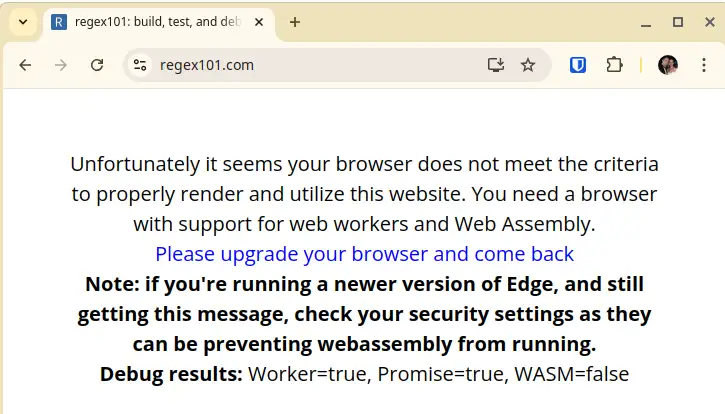 regex101: build, test, and deb
regex101.com
Unfortunately it seems your browser does not meet the criteria
to properly render and utilize this website. You need a browser
with support for web workers and Web Assembly.
Please upgrade your browser and come back
Note: if you're running a newer version of Edge, and still
getting this message, check your security settings as they
can be preventing webassembly from running.
Debug results: Worker=true, Promise=true, WASM=false